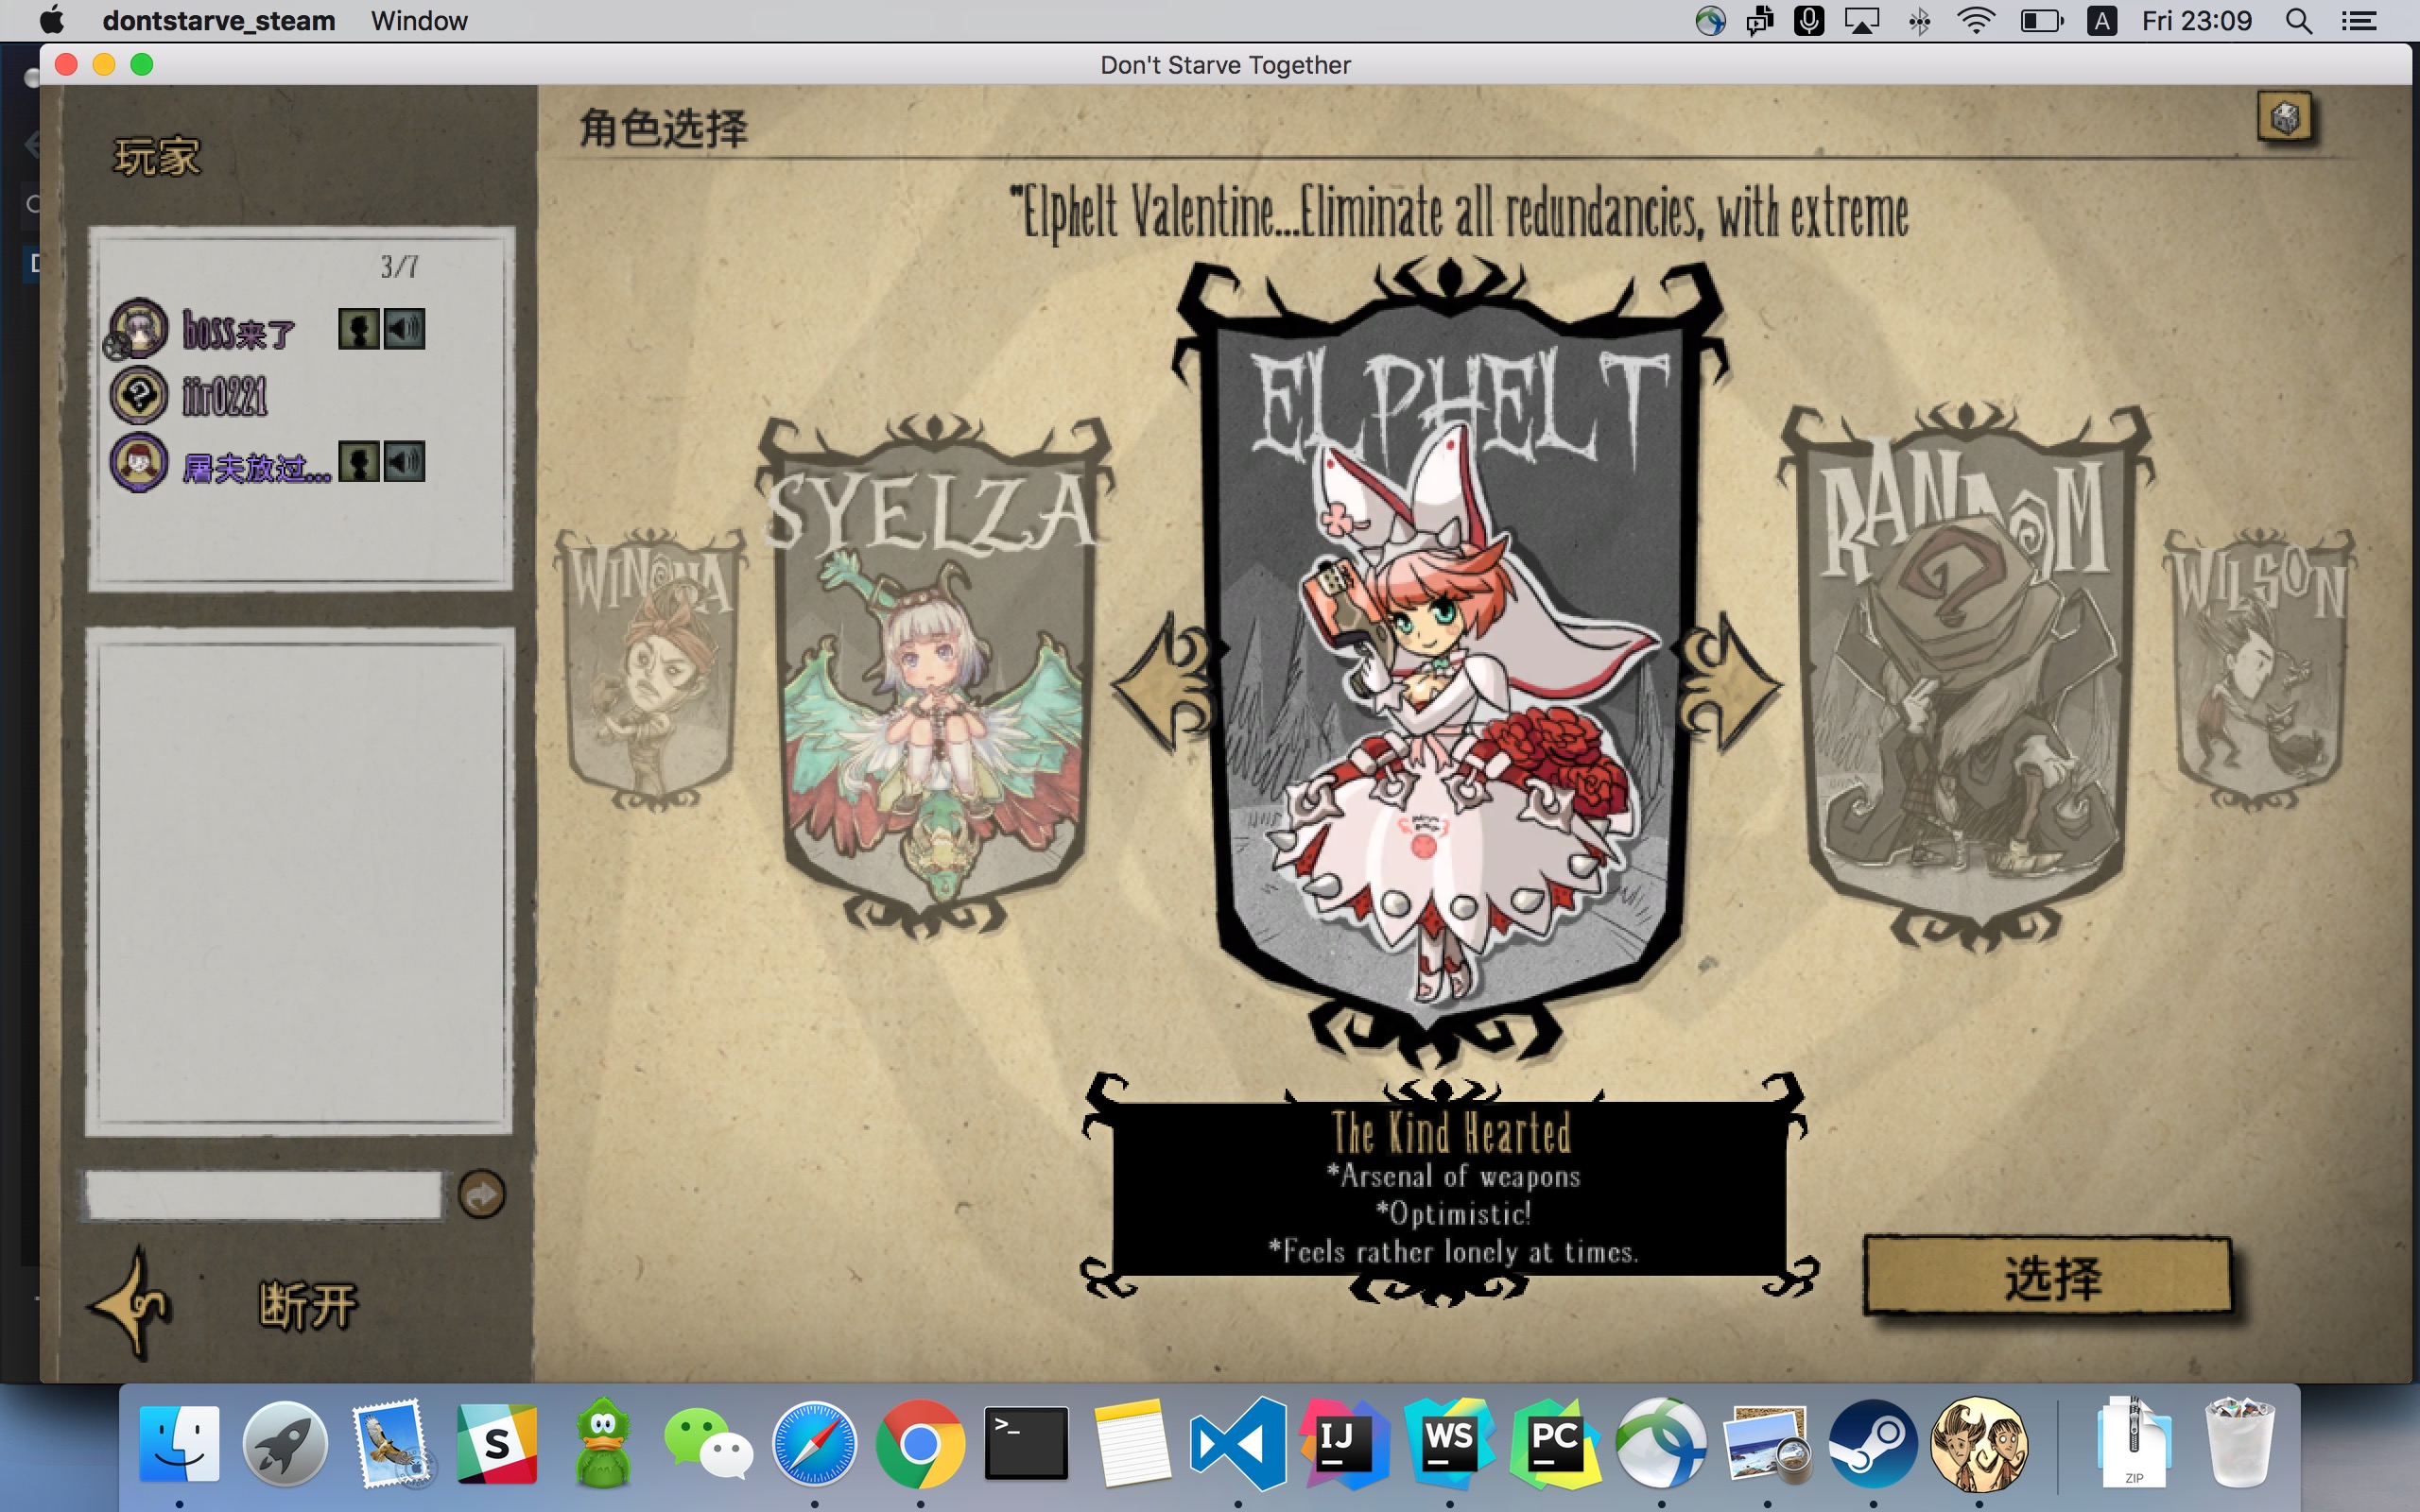 dontstarve_steam Window A Fri 23:09
Don't Starve Together
玩家
3/7
boss来了
iir0221
屠夫放过...
角色选择
"Elphelt Valentine...Eliminate all redundancies, with extreme
WINONA
SYELZA
ELPHELT
RANDOM
WILSON
The Kind Hearted
*Arsenal of weapons
*Optimistic!
*Feels rather lonely at times.
断开
选择
S >_ IJ WS PC ZIP